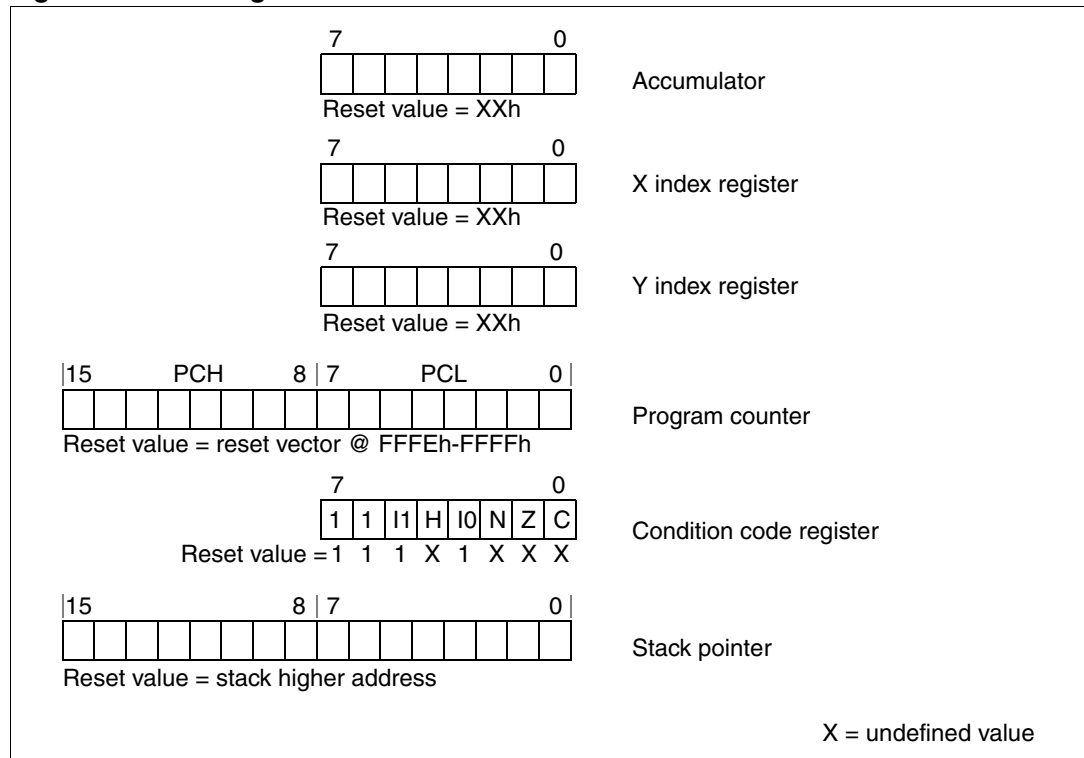 7 0
Accumulator
Reset value = XXh
7 0
X index register
Reset value = XXh
7 0
Y index register
Reset value = XXh
|15 PCH 8 | 7 PCL 0 |
Program counter
Reset value = reset vector @ FFFEh-FFFFh
7 0
1 1 I1 H I0 N Z C
Condition code register
Reset value = 1 1 1 X 1 X X X
|15 8 | 7 0 |
Stack pointer
Reset value = stack higher address
X = undefined value